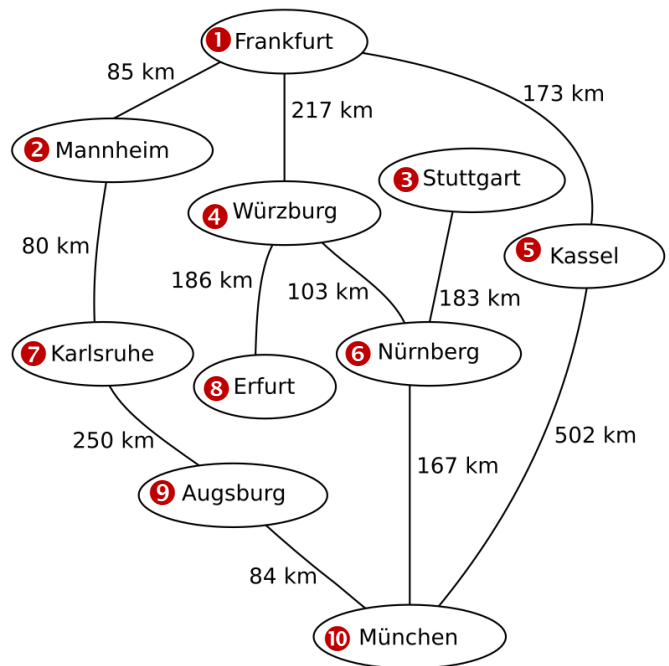 1 Frankfurt
85 km
173 km
217 km
2 Mannheim
3 Stuttgart
4 Würzburg
80 km
5 Kassel
186 km
103 km
183 km
7 Karlsruhe
6 Nürnberg
8 Erfurt
250 km
502 km
167 km
9 Augsburg
84 km
10 München